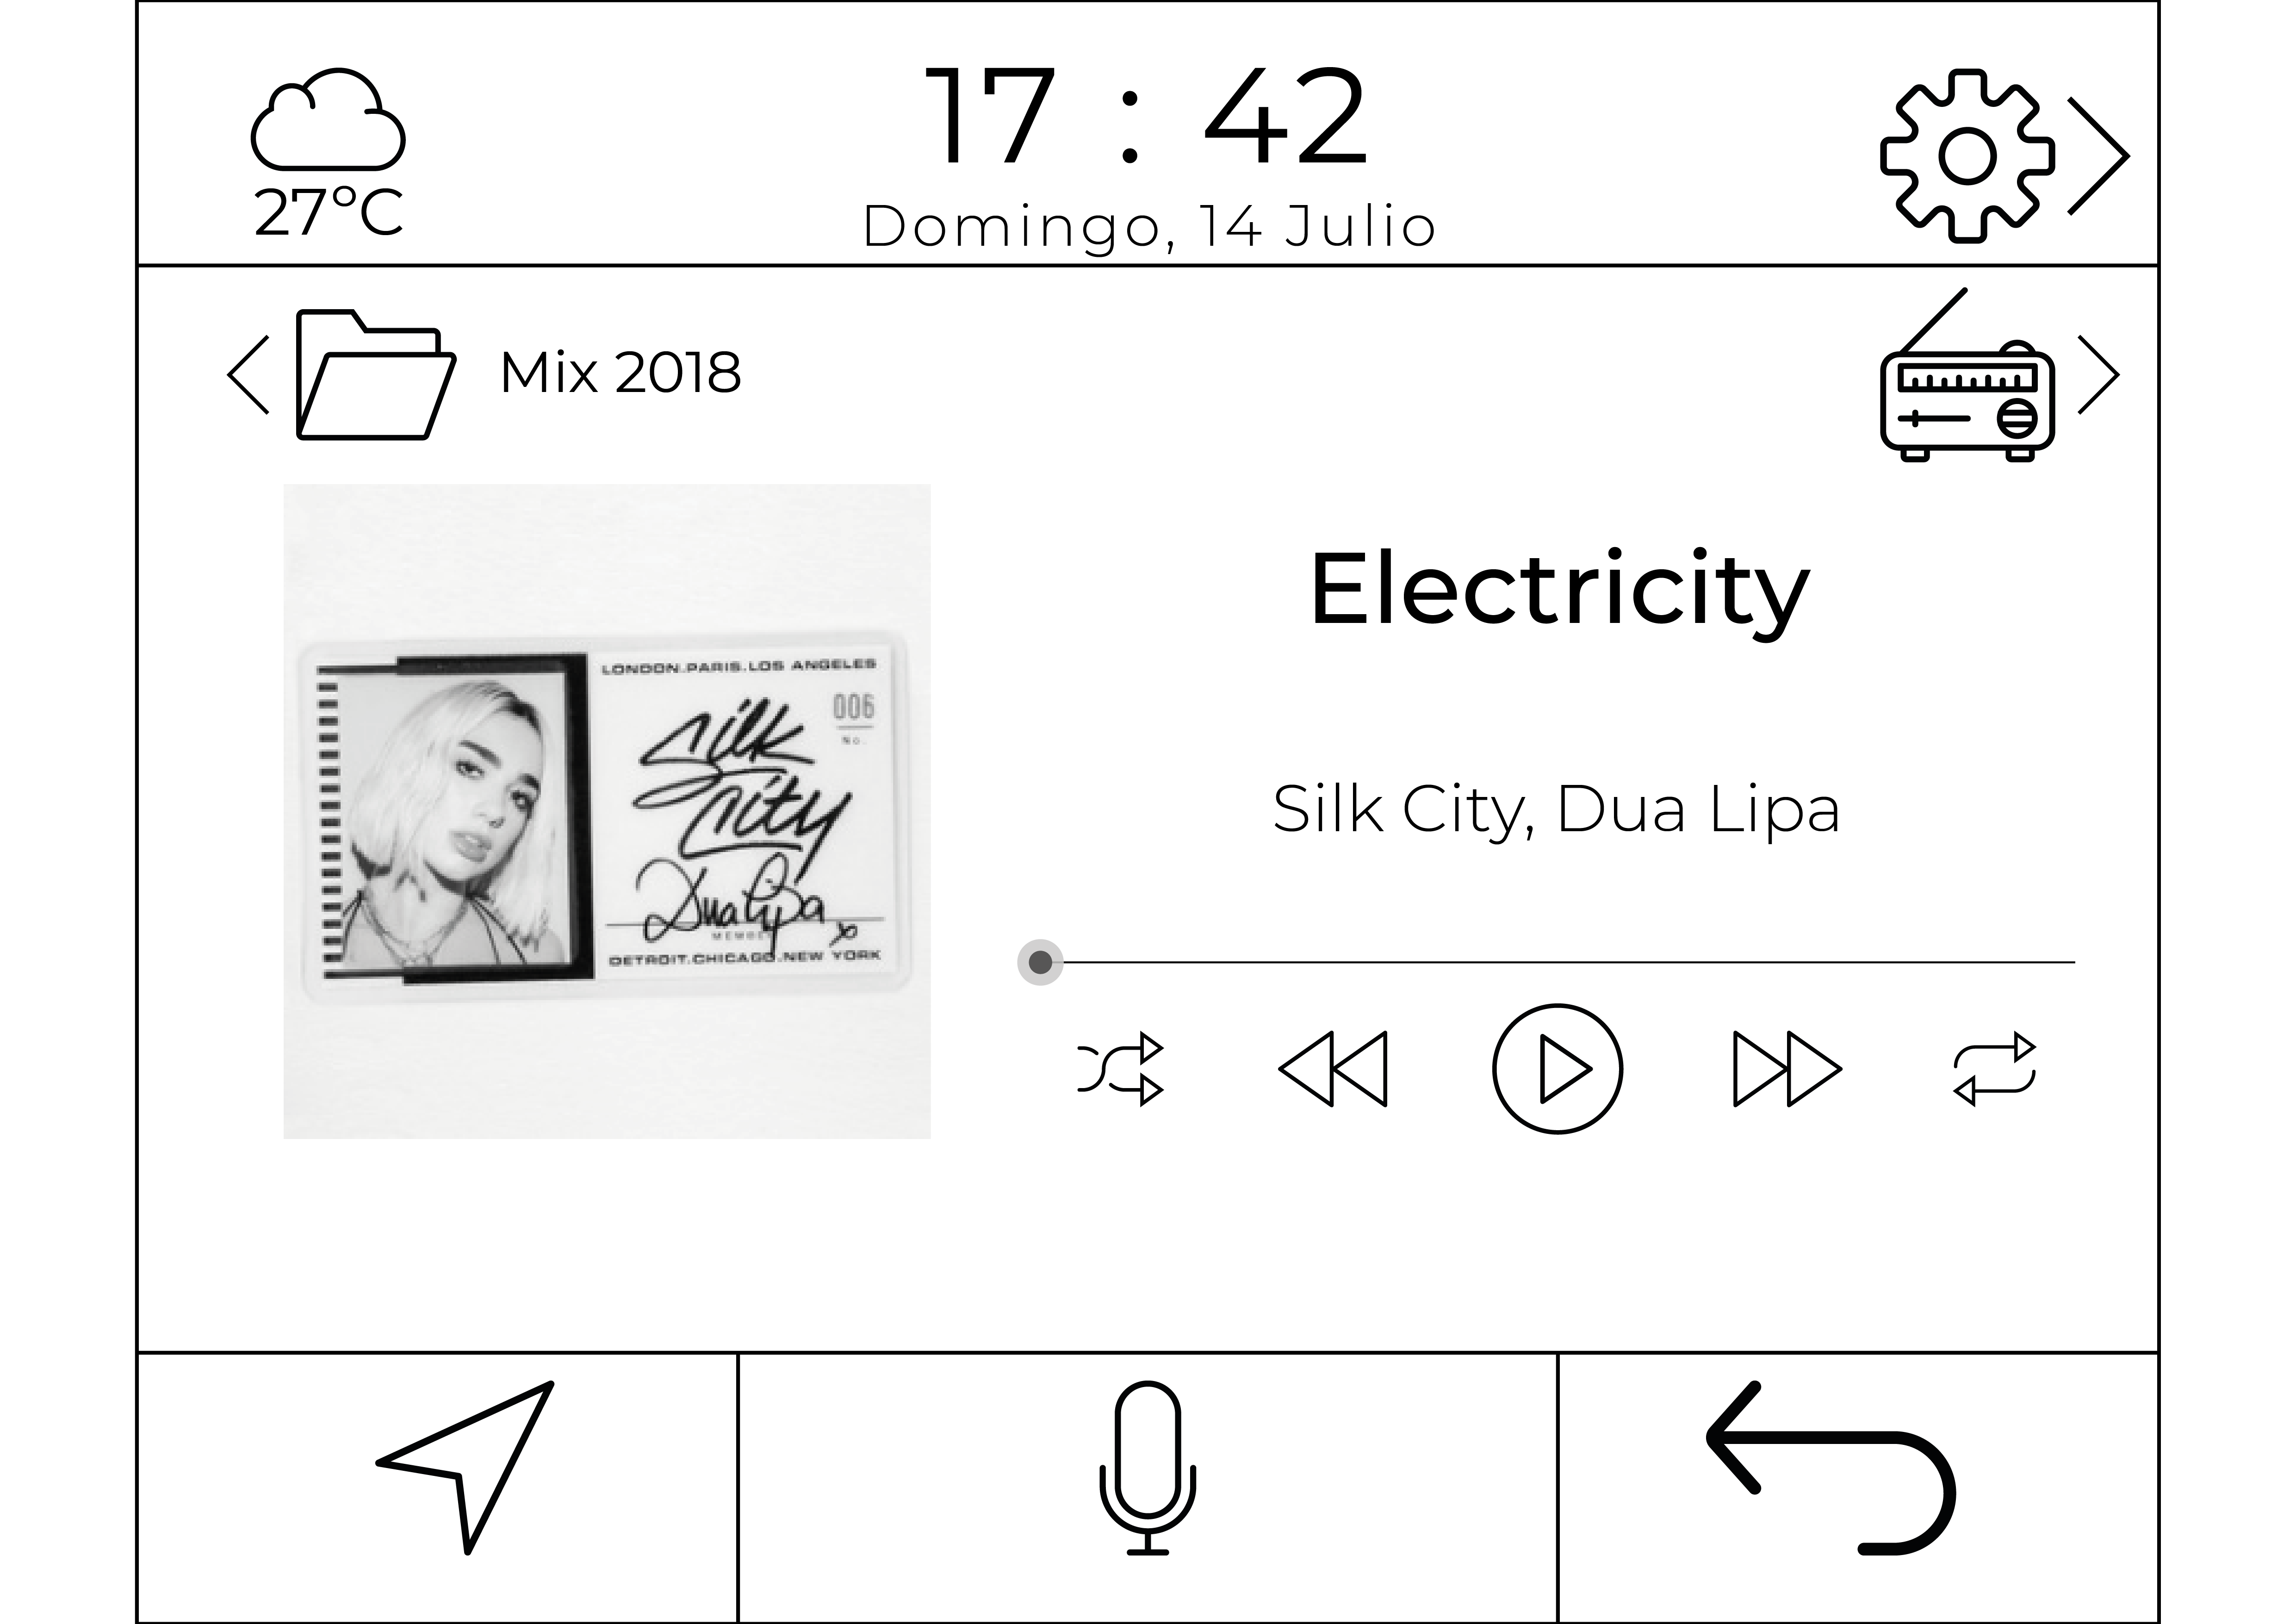 27°C
17 : 42
Domingo, 14 Julio
Mix 2018
LONDON.PARIS.LOS ANGELES
006
No.
Silk
City
Dua Lipa
xo
MEMBER
DETROIT.CHICAGO.NEW YORK
Electricity
Silk City, Dua Lipa